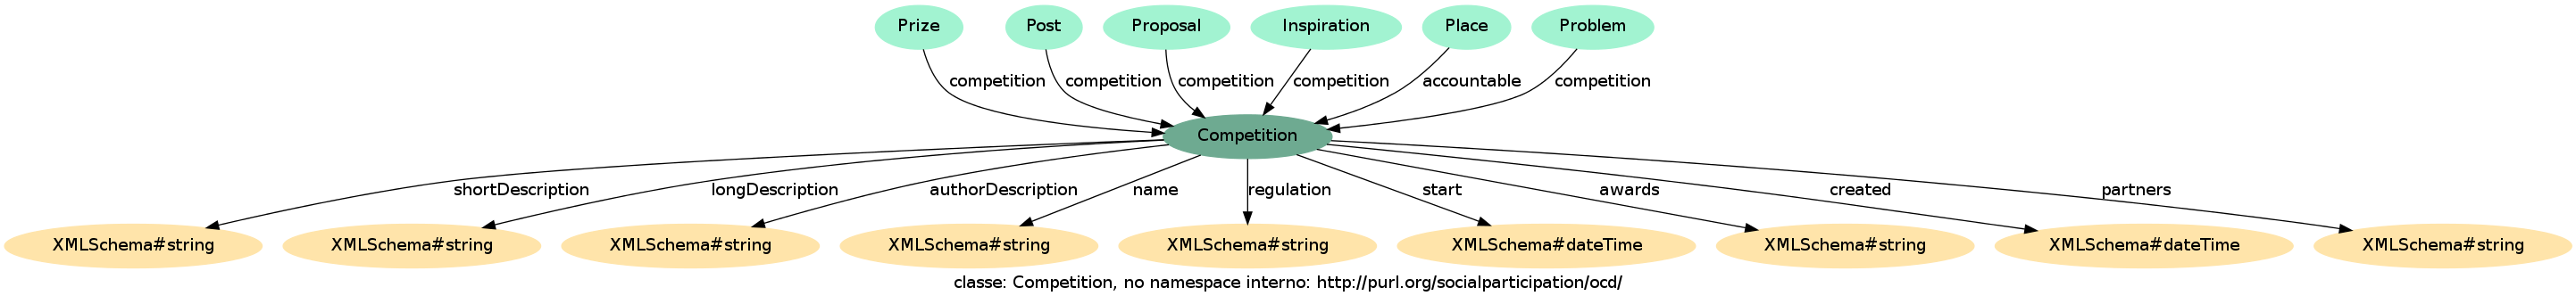 Prize Post Proposal Inspiration Place Problem
competition competition competition competition accountable competition
Competition
shortDescription longDescription authorDescription name regulation start awards created partners
XMLSchema#string XMLSchema#string XMLSchema#string XMLSchema#string XMLSchema#string XMLSchema#dateTime XMLSchema#string XMLSchema#dateTime XMLSchema#string
classe: Competition, no namespace interno: http://purl.org/socialparticipation/ocd/